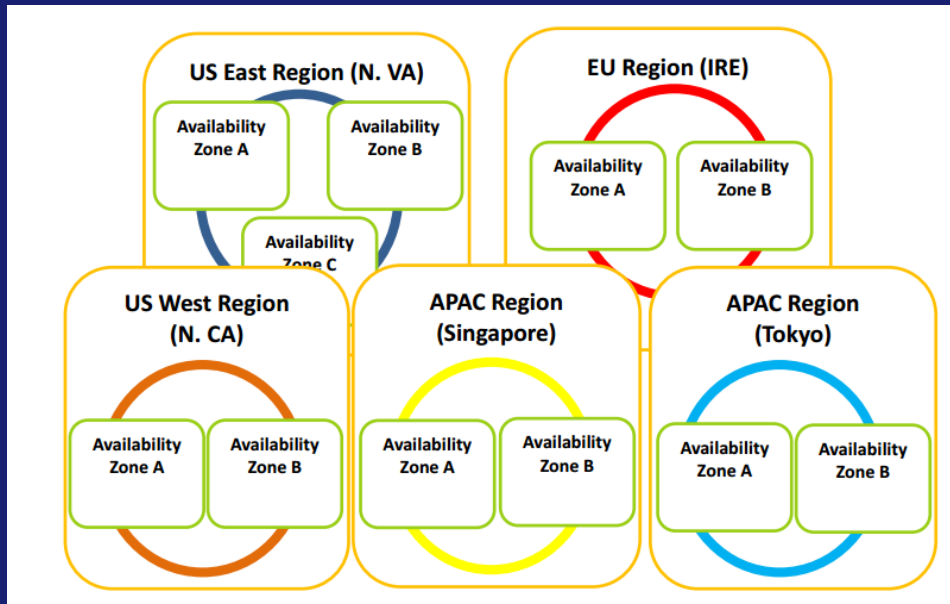 US East Region (N. VA)
Availability
Zone A
Availability
Zone B
Availability
Zone C
EU Region (IRE)
Availability
Zone A
Availability
Zone B
US West Region
(N. CA)
Availability
Zone A
Availability
Zone B
APAC Region
(Singapore)
Availability
Zone A
Availability
Zone B
APAC Region
(Tokyo)
Availability
Zone A
Availability
Zone B